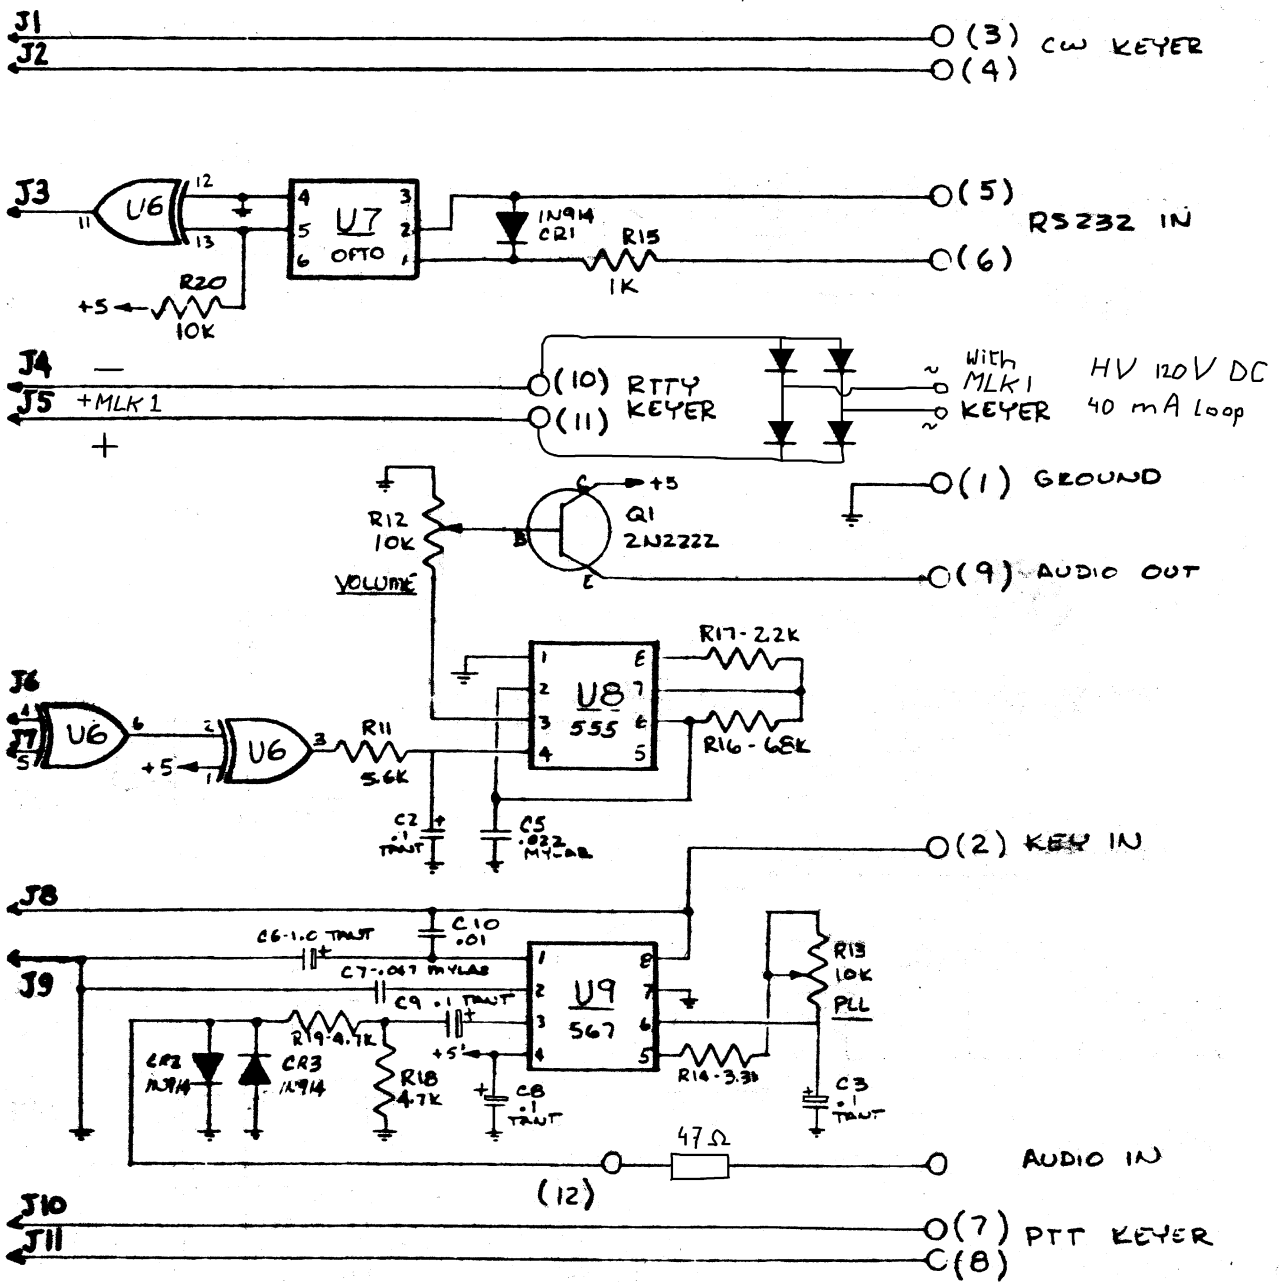 J1
(3) CW KEYER
J2
(4)
J3
12
U6
11
13
4
3
5
U7
2
6
OPTO
1
1N914
CR1
R15
1K
(5)
RS232 IN
(6)
R20
+5
10K
J4 −
(10) RTTY
J5 +MLK1
(11) KEYER
+
~ With
MLK1
KEYER
~
HV 120V DC
40 mA Loop
(1) GROUND
R12
10K
VOLUME
C
+5
B
Q1
2N2222
E
(9) AUDIO OUT
R17-2.2K
1
8
2
U8
7
3
555
6
4
5
R16-68K
J6
4
6
U6
J7
5
2
U6
3
+5
1
R11
5.6K
C2 +
.1
TANT
C5
.022
MYLAR
(2) KEY IN
J8
C10
.01
C6-1.0 TANT
+
C7-.047 MYLAR
J9
C9 .1 TANT
+
1
8
2
U9
7
3
567
6
4
5
R13
10K
PLL
R19-4.7K
+5
CR2
1N914
CR3
1N914
R18
4.7K
+ C8
.1
TANT
R14-3.3K
+ C3
.1
TANT
47 Ω
AUDIO IN
(12)
J10
(7) PTT KEYER
J11
(8)